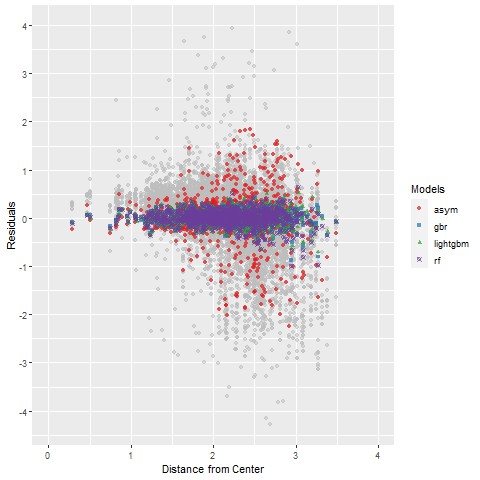 4
3
2
1
0
-1
-2
-3
-4
Residuals
0 1 2 3 4
Distance from Center
Models
asym
gbr
lightgbm
rf